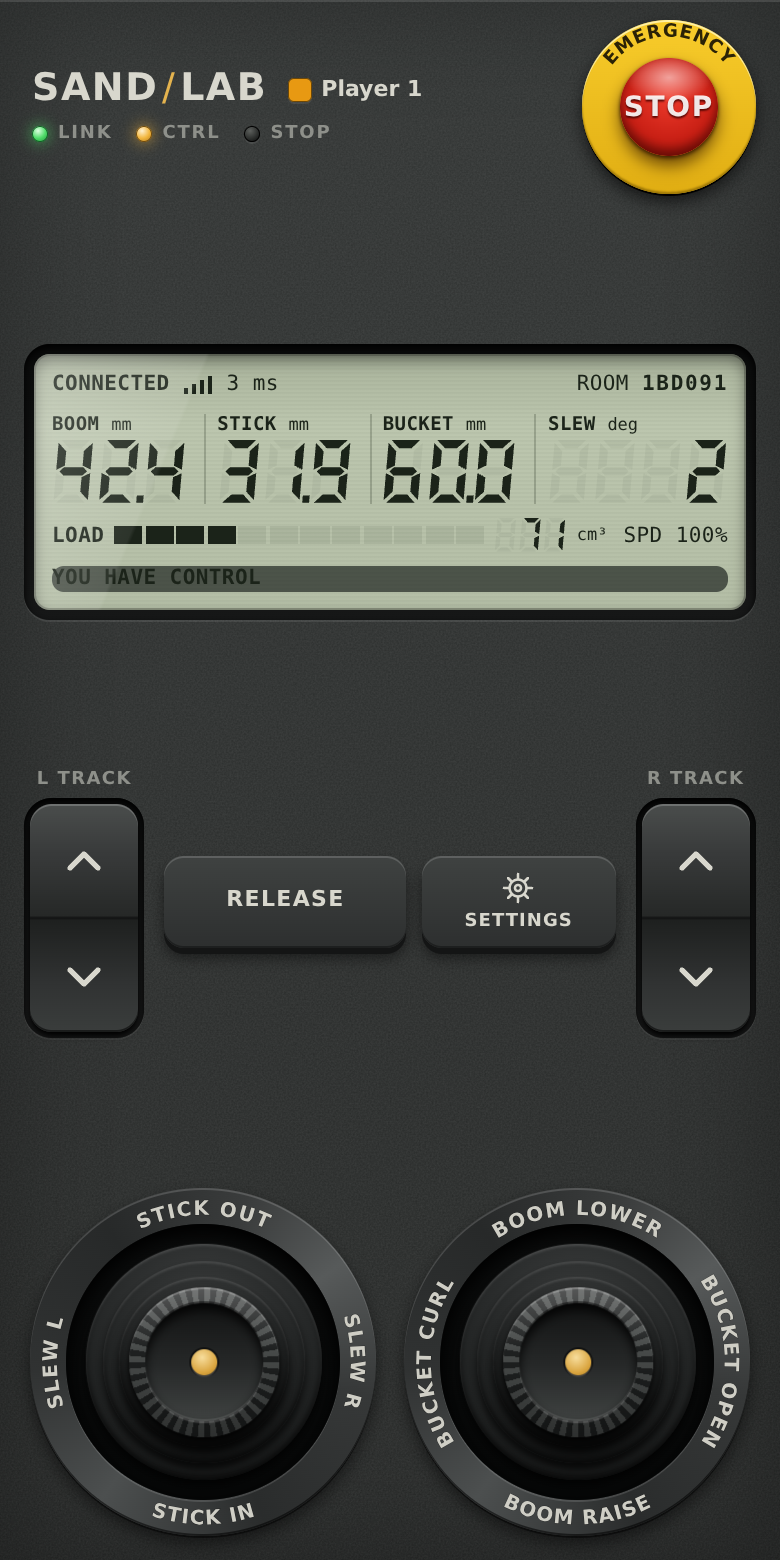 EMERGENCY
STOP
SAND/LAB Player 1
LINK CTRL STOP
CONNECTED 3 ms ROOM 1BD091
BOOM mm STICK mm BUCKET mm SLEW deg
42.4 31.9 60.0 2
LOAD 71 cm³ SPD 100%
YOU HAVE CONTROL
L TRACK R TRACK
RELEASE SETTINGS
STICK OUT
SLEW L SLEW R
STICK IN
BOOM LOWER
BUCKET CURL BUCKET OPEN
BOOM RAISE